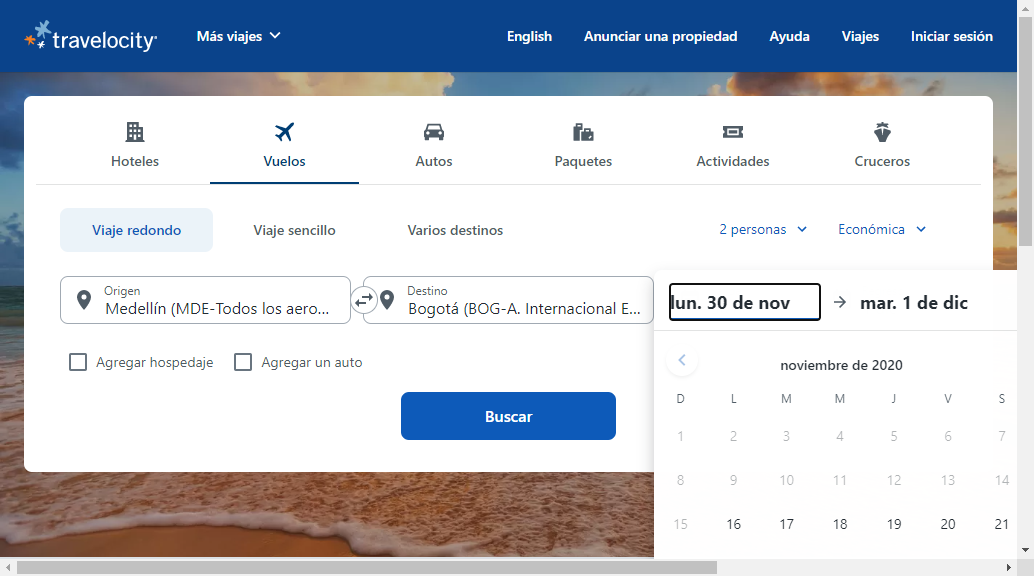 travelocity
Más viajes
English
Anunciar una propiedad
Ayuda
Viajes
Iniciar sesión
Hoteles
Vuelos
Autos
Paquetes
Actividades
Cruceros
Viaje redondo
Viaje sencillo
Varios destinos
2 personas
Económica
Origen
Medellín (MDE-Todos los aero...
Destino
Bogotá (BOG-A. Internacional E...
lun. 30 de nov
mar. 1 de dic
Agregar hospedaje
Agregar un auto
Buscar
noviembre de 2020
D L M M J V S
1 2 3 4 5 6 7
8 9 10 11 12 13 14
15 16 17 18 19 20 21